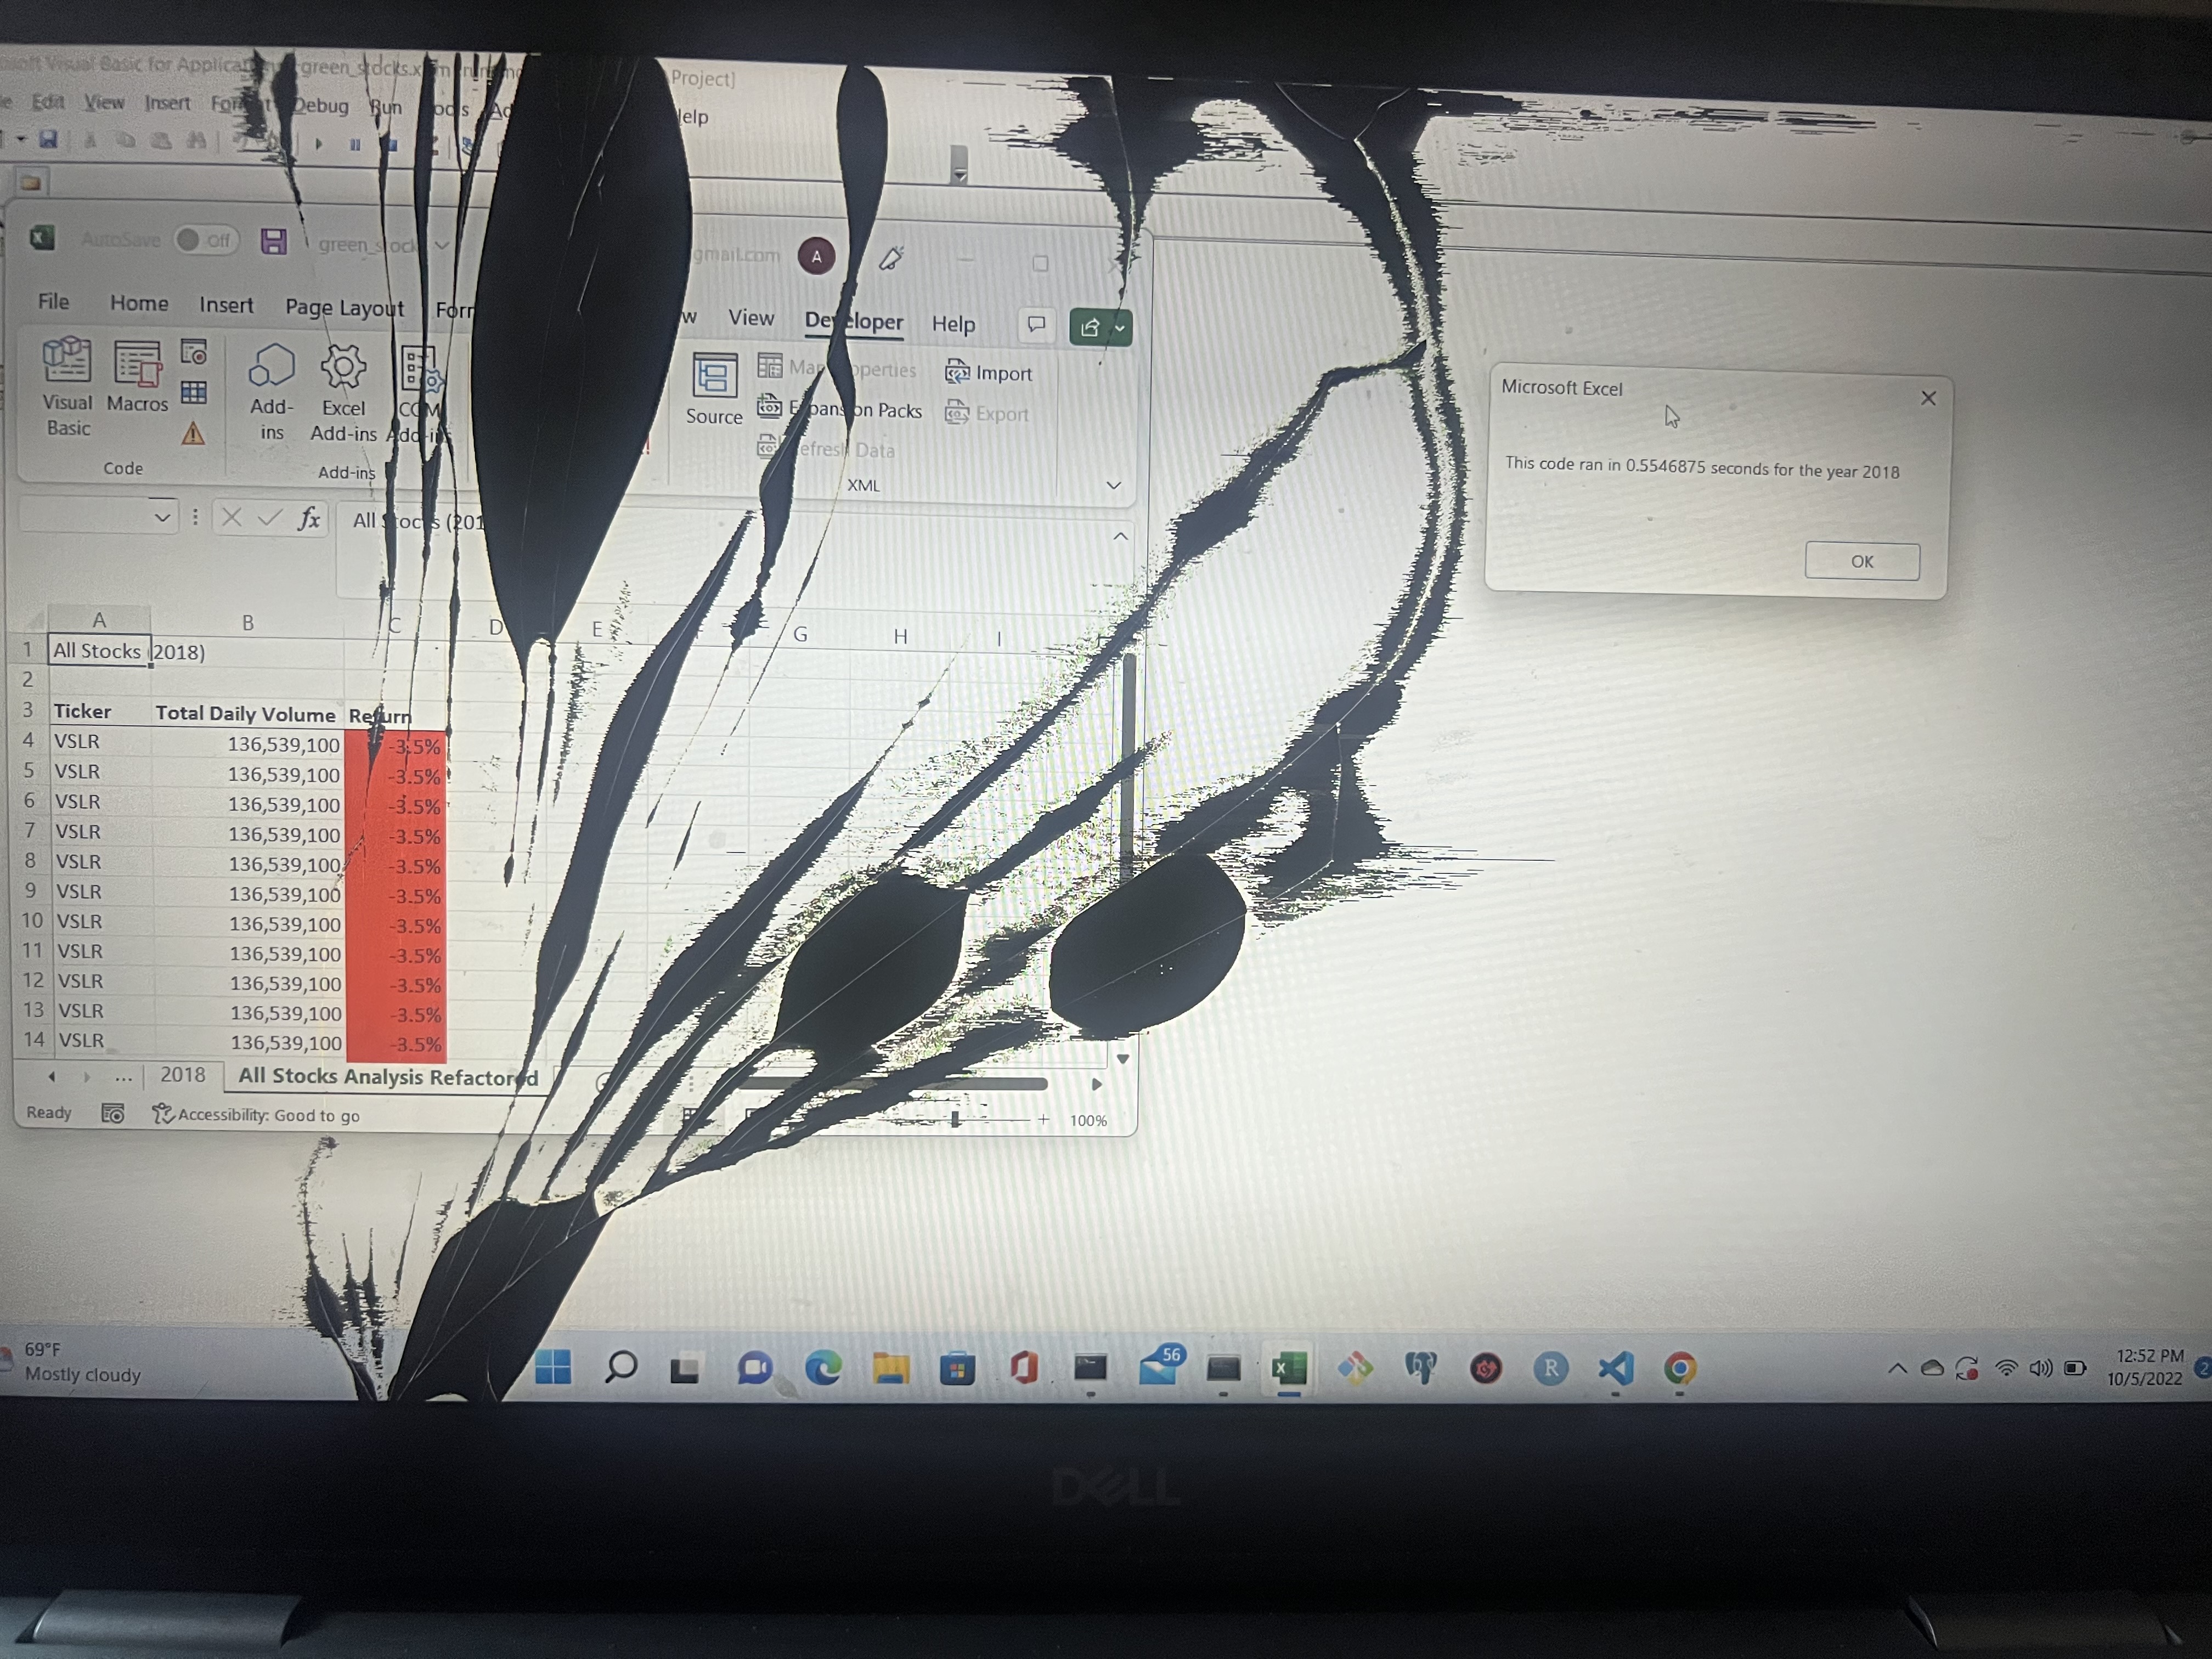 Visual Basic for
green_stocks.x
Project]
Edit View Insert Debug Run
AutoSave Off green_stock
gmail.com A
File Home Insert Page Layout
View Developer Help
Visual Basic
Macros
Add-ins
Excel Add-ins
Code
Add-ins
Source
Expansion Packs
Refresh Data
Import
Export
XML
fx All Stocks (201
A B C D E G H I
1 All Stocks (2018)
2
3 Ticker Total Daily Volume Return
4 VSLR 136,539,100 -3.5%
5 VSLR 136,539,100 -3.5%
6 VSLR 136,539,100 -3.5%
7 VSLR 136,539,100 -3.5%
8 VSLR 136,539,100 -3.5%
9 VSLR 136,539,100 -3.5%
10 VSLR 136,539,100 -3.5%
11 VSLR 136,539,100 -3.5%
12 VSLR 136,539,100 -3.5%
13 VSLR 136,539,100 -3.5%
14 VSLR 136,539,100 -3.5%
... 2018 All Stocks Analysis Refactored
Ready Accessibility: Good to go
100%
Microsoft Excel
This code ran in 0.5546875 seconds for the year 2018
OK
69°F
Mostly cloudy
56
12:52 PM
10/5/2022
2
DELL